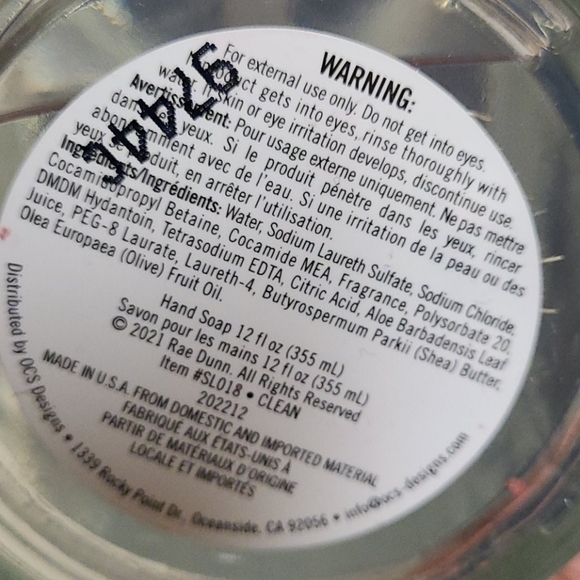 WARNING:
For external use only. Do not get into eyes.
product gets into eyes, rinse thoroughly with
water. If skin or eye irritation develops, discontinue use.
Avertissement: Pour usage externe uniquement. Ne pas mettre
dans les yeux. Si le produit pénètre dans les yeux, rincer
abondamment avec de l'eau. Si une irritation de la peau ou des
yeux se produit, en arrêter l'utilisation.
Ingredients/Ingrédients: Water, Sodium Laureth Sulfate, Sodium Chloride,
Cocamidopropyl Betaine, Cocamide MEA, Fragrance, Polysorbate 20,
DMDM Hydantoin, Tetrasodium EDTA, Citric Acid, Aloe Barbadensis Leaf
Juice, PEG-8 Laurate, Laureth-4, Butyrospermum Parkii (Shea) Butter,
Olea Europaea (Olive) Fruit Oil.
Hand Soap 12 fl oz (355 mL)
Savon pour les mains 12 fl oz (355 mL)
© 2021 Rae Dunn. All Rights Reserved
Item #SL018 • CLEAN
202212
MADE IN U.S.A. FROM DOMESTIC AND IMPORTED MATERIAL
FABRIQUÉ AUX ÉTATS-UNIS À
PARTIR DE MATÉRIAUX D'ORIGINE
LOCALE ET IMPORTÉS
Distributed by OCS Designs • 1339 Rocky Point Dr. Oceanside, CA 92056 • info@ocs-designs.com